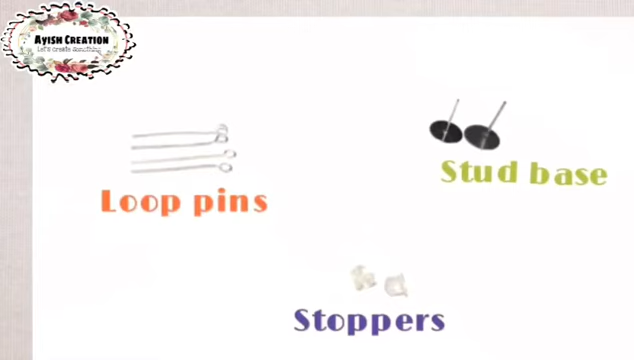 AYISH CREATION
Let's create something
Stud base
Loop pins
Stoppers